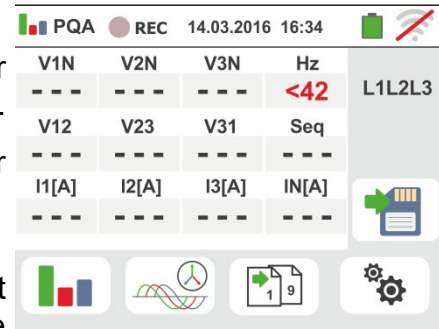 PQA REC 14.03.2016 16:34
V1N V2N V3N Hz
- - - - - - - - - <42 L1L2L3
V12 V23 V31 Seq
- - - - - - - - - - - -
I1[A] I2[A] I3[A] IN[A]
- - - - - - - - - - - -
1 9